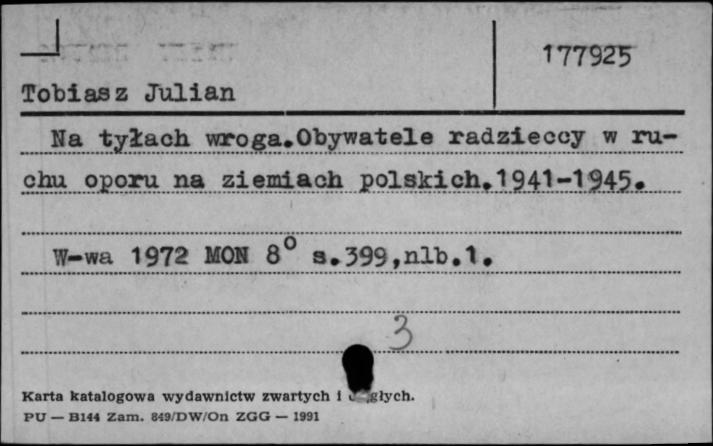 177925
Tobiasz Julian
Na tyłach wroga.Obywatele radzieccy w ru-
chu oporu na ziemiach polskich.1941-1945.
W-wa 1972 MON 8° s.399,nlb.1.
3
Karta katalogowa wydawnictw zwartych i
PU — B144 Zam. 849/DW/On ZGG — 1991